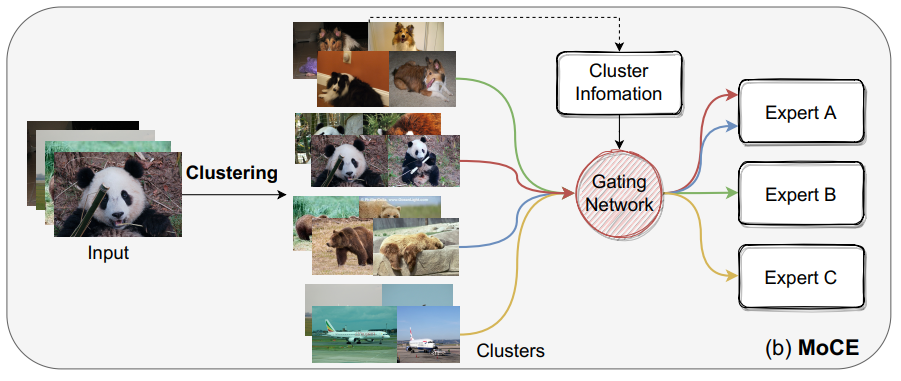 Cluster
Infomation
Clustering
Input
Gating
Network
Expert A
Expert B
Expert C
Clusters
(b) MoCE